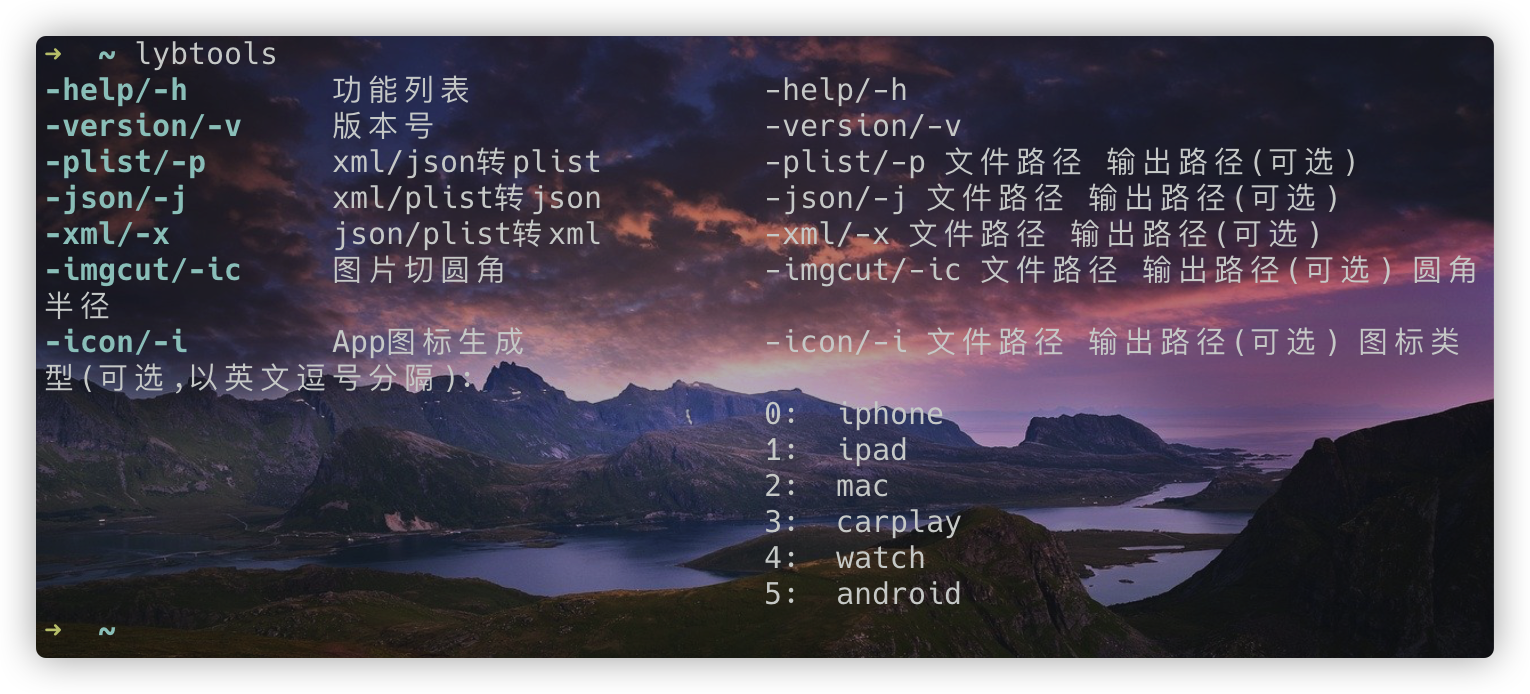 ➜  ~ lybtools
-help/-h        功能列表                -help/-h
-version/-v     版本号                  -version/-v
-plist/-p       xml/json转plist         -plist/-p 文件路径 输出路径(可选)
-json/-j        xml/plist转json         -json/-j 文件路径 输出路径(可选)
-xml/-x         json/plist转xml         -xml/-x 文件路径 输出路径(可选)
-imgcut/-ic     图片切圆角              -imgcut/-ic 文件路径 输出路径(可选) 圆角
半径
-icon/-i        App图标生成             -icon/-i 文件路径 输出路径(可选) 图标类
型(可选,以英文逗号分隔):
0:  iphone
1:  ipad
2:  mac
3:  carplay
4:  watch
5:  android
➜  ~